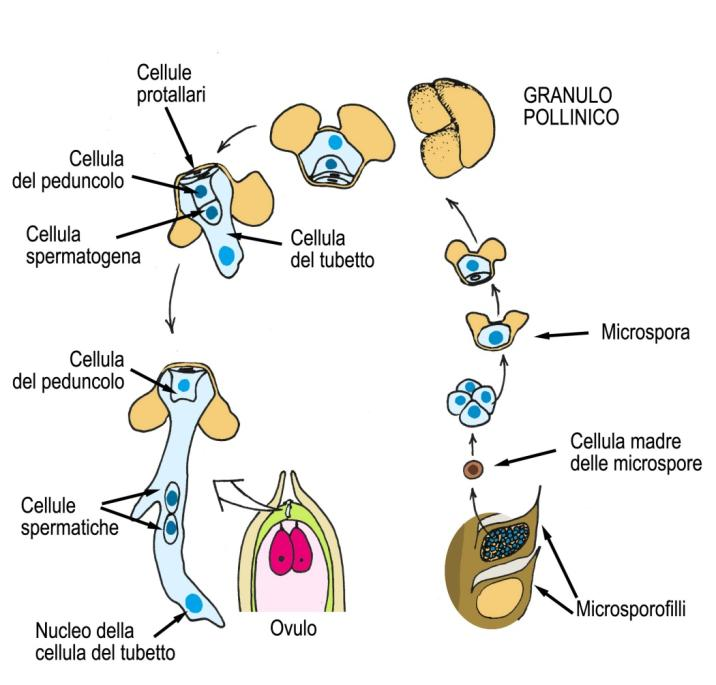 Cellule
protallari
GRANULO
POLLINICO
Cellula
del peduncolo
Cellula
spermatogena
Cellula
del tubetto
Microspora
Cellula
del peduncolo
Cellula madre
delle microspore
Cellule
spermatiche
Microsporofilli
Ovulo
Nucleo della
cellula del tubetto